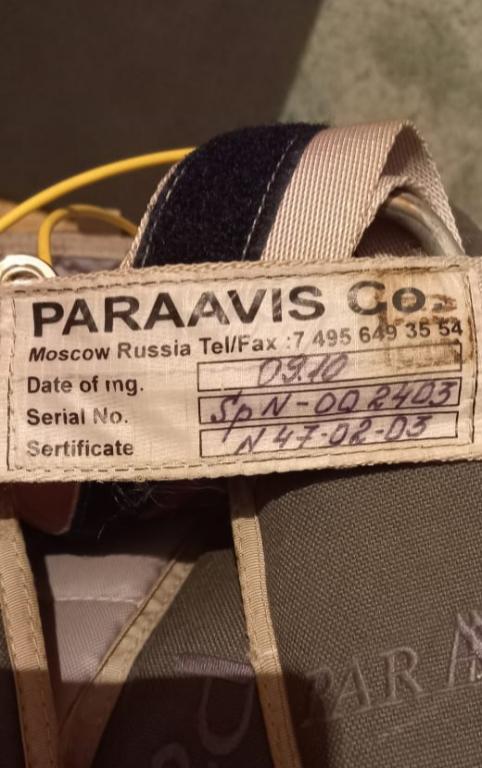 PARAAVIS Co.
Moscow Russia Tel/Fax :7 495 649 35 54
Date of mg. 09.10
Serial No. SpN-002403
Sertificate N 47-02-03
PARA